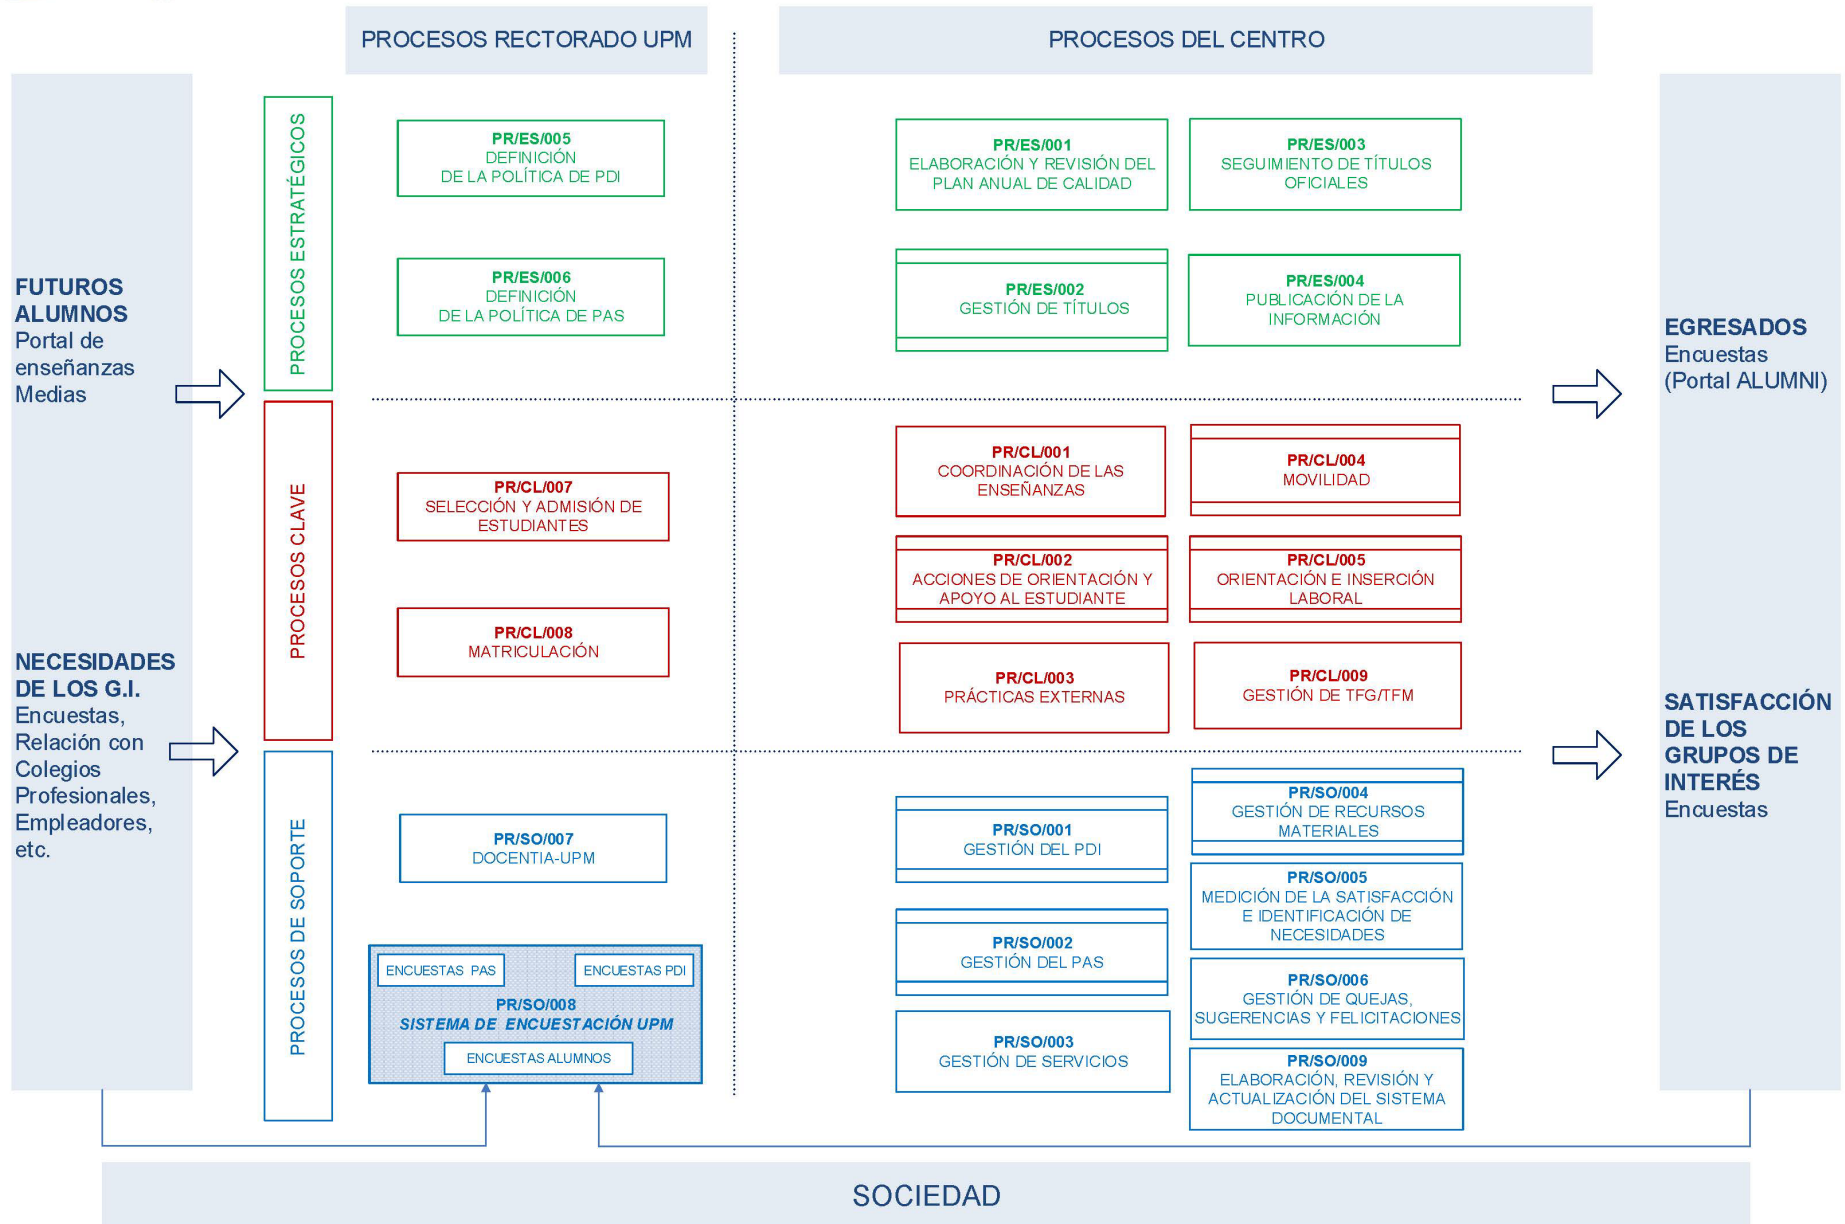 PROCESOS RECTORADO UPM
PROCESOS DEL CENTRO
FUTUROS
ALUMNOS
Portal de
enseñanzas
Medias
NECESIDADES
DE LOS G.I.
Encuestas,
Relación con
Colegios
Profesionales,
Empleadores,
etc.
PROCESOS ESTRATÉGICOS
PR/ES/005
DEFINICIÓN
DE LA POLÍTICA DE PDI
PR/ES/006
DEFINICIÓN
DE LA POLÍTICA DE PAS
PR/ES/001
ELABORACIÓN Y REVISIÓN DEL
PLAN ANUAL DE CALIDAD
PR/ES/003
SEGUIMIENTO DE TÍTULOS
OFICIALES
PR/ES/002
GESTIÓN DE TÍTULOS
PR/ES/004
PUBLICACIÓN DE LA
INFORMACIÓN
PROCESOS CLAVE
PR/CL/007
SELECCIÓN Y ADMISIÓN DE
ESTUDIANTES
PR/CL/008
MATRICULACIÓN
PR/CL/001
COORDINACIÓN DE LAS
ENSEÑANZAS
PR/CL/004
MOVILIDAD
PR/CL/002
ACCIONES DE ORIENTACIÓN Y
APOYO AL ESTUDIANTE
PR/CL/005
ORIENTACIÓN E INSERCIÓN
LABORAL
PR/CL/003
PRÁCTICAS EXTERNAS
PR/CL/009
GESTIÓN DE TFG/TFM
PROCESOS DE SOPORTE
PR/SO/007
DOCENTIA-UPM
ENCUESTAS PAS
ENCUESTAS PDI
PR/SO/008
SISTEMA DE ENCUESTACIÓN UPM
ENCUESTAS ALUMNOS
PR/SO/001
GESTIÓN DEL PDI
PR/SO/002
GESTIÓN DEL PAS
PR/SO/003
GESTIÓN DE SERVICIOS
PR/SO/004
GESTIÓN DE RECURSOS
MATERIALES
PR/SO/005
MEDICIÓN DE LA SATISFACCIÓN
E IDENTIFICACIÓN DE
NECESIDADES
PR/SO/006
GESTIÓN DE QUEJAS,
SUGERENCIAS Y FELICITACIONES
PR/SO/009
ELABORACIÓN, REVISIÓN Y
ACTUALIZACIÓN DEL SISTEMA
DOCUMENTAL
EGRESADOS
Encuestas
(Portal ALUMNI)
SATISFACCIÓN
DE LOS
GRUPOS DE
INTERÉS
Encuestas
SOCIEDAD